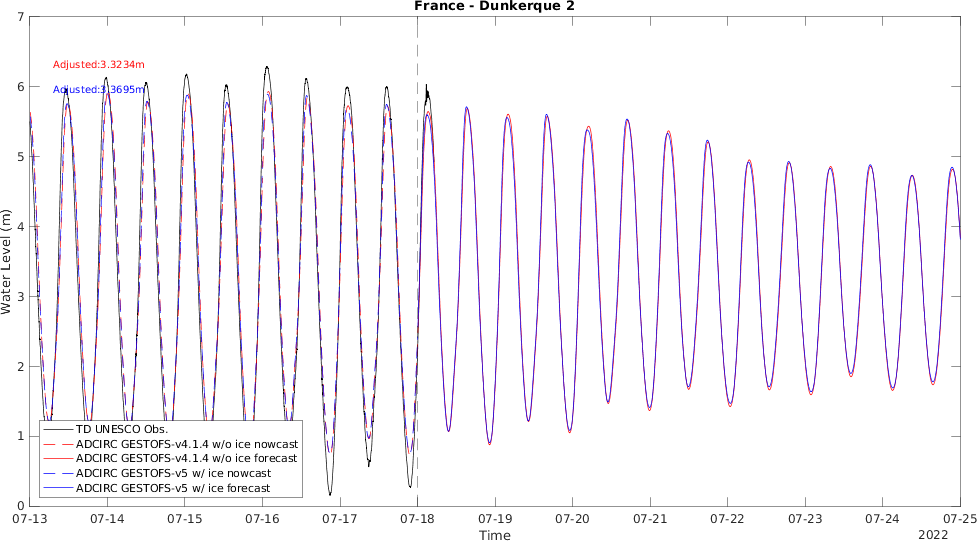 France - Dunkerque 2
7
6
5
4
3
2
1
0
Water Level (m)
Adjusted:3.3234m
Adjusted:3.3695m
TD UNESCO Obs.
ADCIRC GESTOFS-v4.1.4 w/o ice nowcast
ADCIRC GESTOFS-v4.1.4 w/o ice forecast
ADCIRC GESTOFS-v5 w/ ice nowcast
ADCIRC GESTOFS-v5 w/ ice forecast
07-13 07-14 07-15 07-16 07-17 07-18 07-19 07-20 07-21 07-22 07-23 07-24 07-25
Time
2022